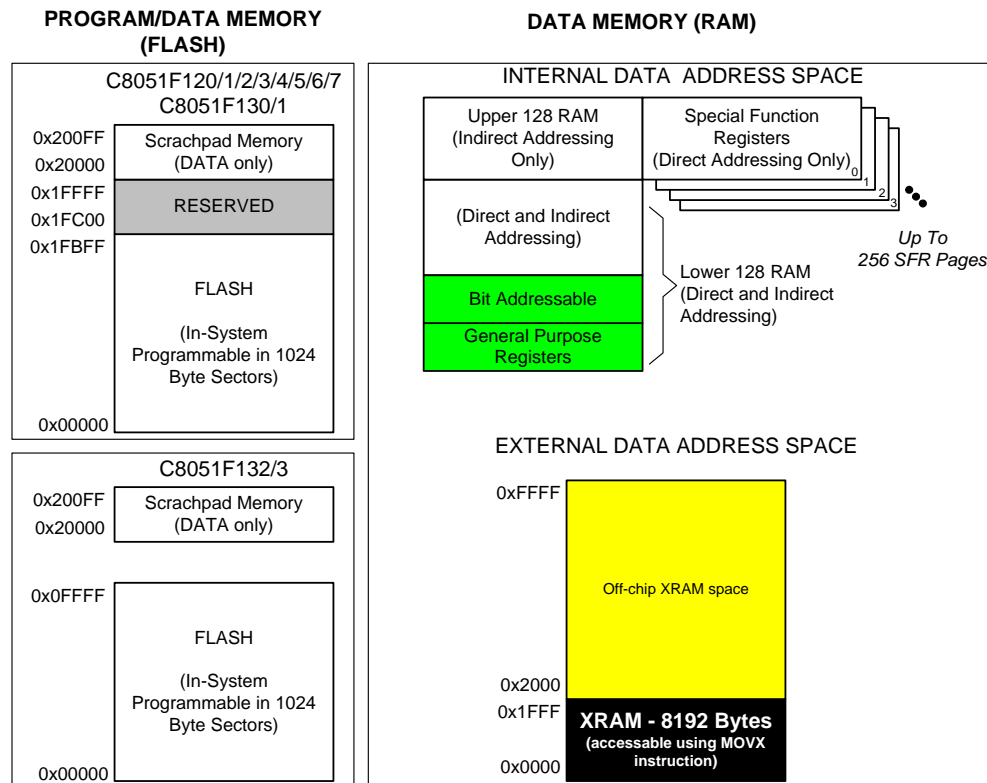 PROGRAM/DATA MEMORY
(FLASH)
C8051F120/1/2/3/4/5/6/7
C8051F130/1
0x200FF
0x20000
Scrachpad Memory
(DATA only)
0x1FFFF
0x1FC00
RESERVED
0x1FBFF
FLASH
(In-System
Programmable in 1024
Byte Sectors)
0x00000
C8051F132/3
0x200FF
0x20000
Scrachpad Memory
(DATA only)
0x0FFFF
FLASH
(In-System
Programmable in 1024
Byte Sectors)
0x00000
DATA MEMORY (RAM)
INTERNAL DATA ADDRESS SPACE
Upper 128 RAM
(Indirect Addressing
Only)
Special Function
Registers
(Direct Addressing Only)
0
1
2
3
Up To
256 SFR Pages
(Direct and Indirect
Addressing)
Bit Addressable
General Purpose
Registers
Lower 128 RAM
(Direct and Indirect
Addressing)
EXTERNAL DATA ADDRESS SPACE
0xFFFF
Off-chip XRAM space
0x2000
0x1FFF
XRAM - 8192 Bytes
(accessable using MOVX
instruction)
0x0000